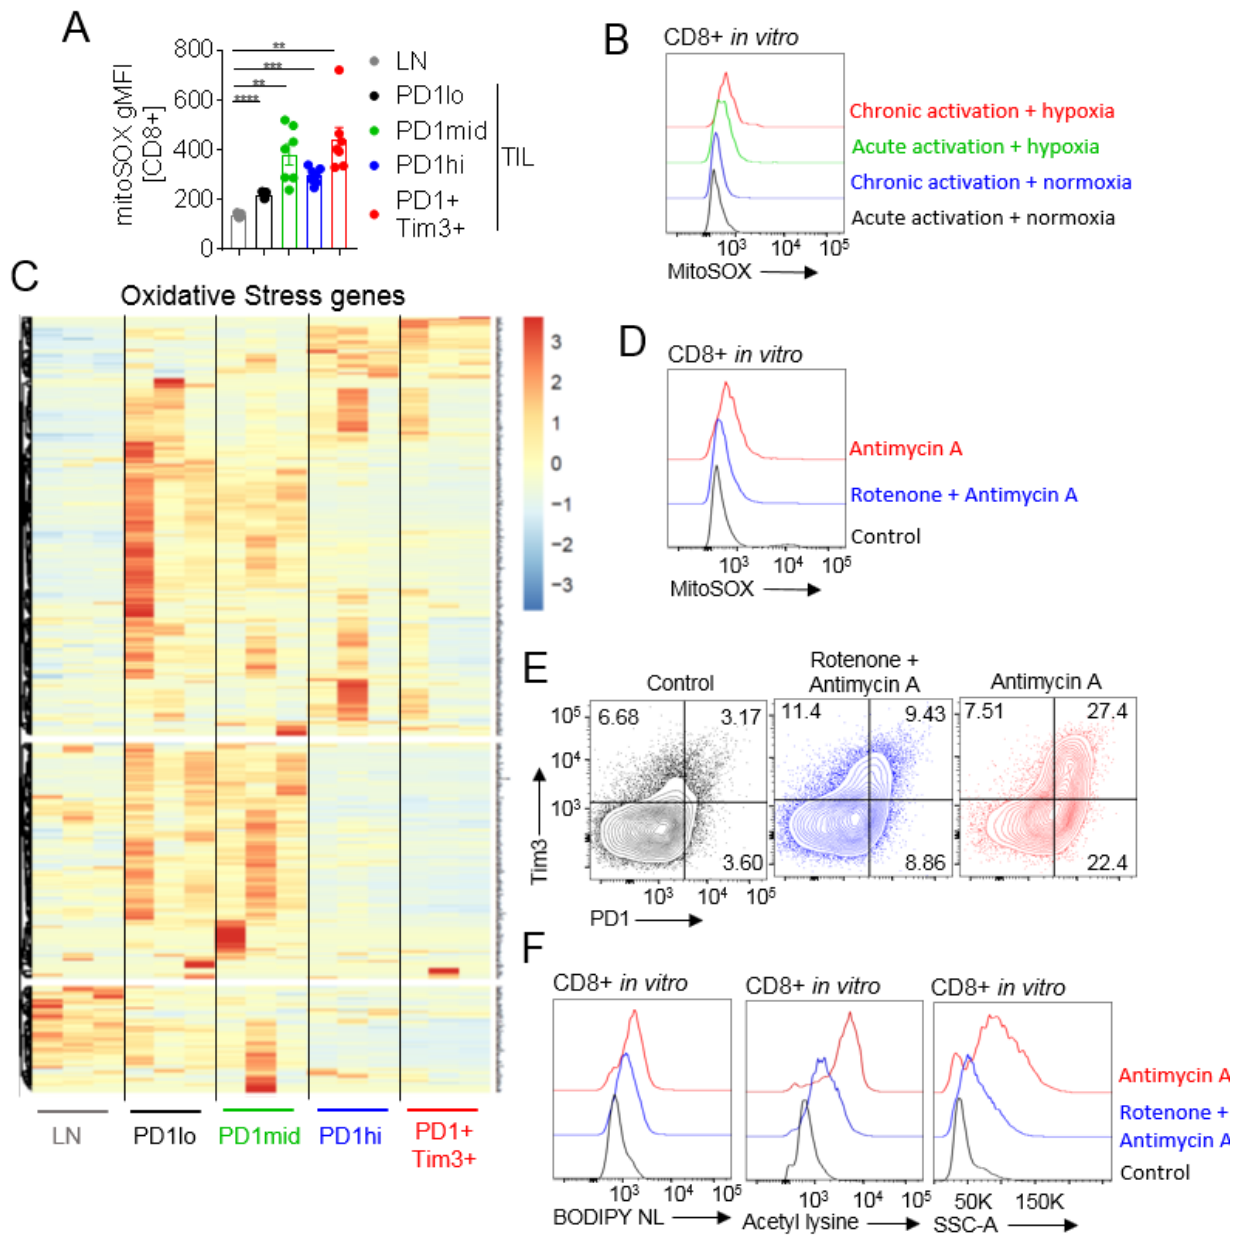 A
mitoSOX gMFI
[CD8+]
800
600
400
200
0
**
***
**
****
LN
PD1lo
PD1mid
PD1hi
PD1+
Tim3+
TIL
B
CD8+ in vitro
Chronic activation + hypoxia
Acute activation + hypoxia
Chronic activation + normoxia
Acute activation + normoxia
10³ 10⁴ 10⁵
MitoSOX
C
Oxidative Stress genes
3
2
1
0
−1
−2
−3
LN
PD1lo
PD1mid
PD1hi
PD1+
Tim3+
D
CD8+ in vitro
Antimycin A
Rotenone + Antimycin A
Control
10³ 10⁴ 10⁵
MitoSOX
E
Control
Rotenone +
Antimycin A
Antimycin A
10⁵
10⁴
10³
Tim3
6.68 3.17
3.60
11.4 9.43
8.86
7.51 27.4
22.4
10³ 10⁴ 10⁵
PD1
F
CD8+ in vitro
CD8+ in vitro
CD8+ in vitro
Antimycin A
Rotenone +
Antimycin A
Control
10³ 10⁴ 10⁵
BODIPY NL
10³ 10⁴ 10⁵
Acetyl lysine
50K 150K
SSC-A